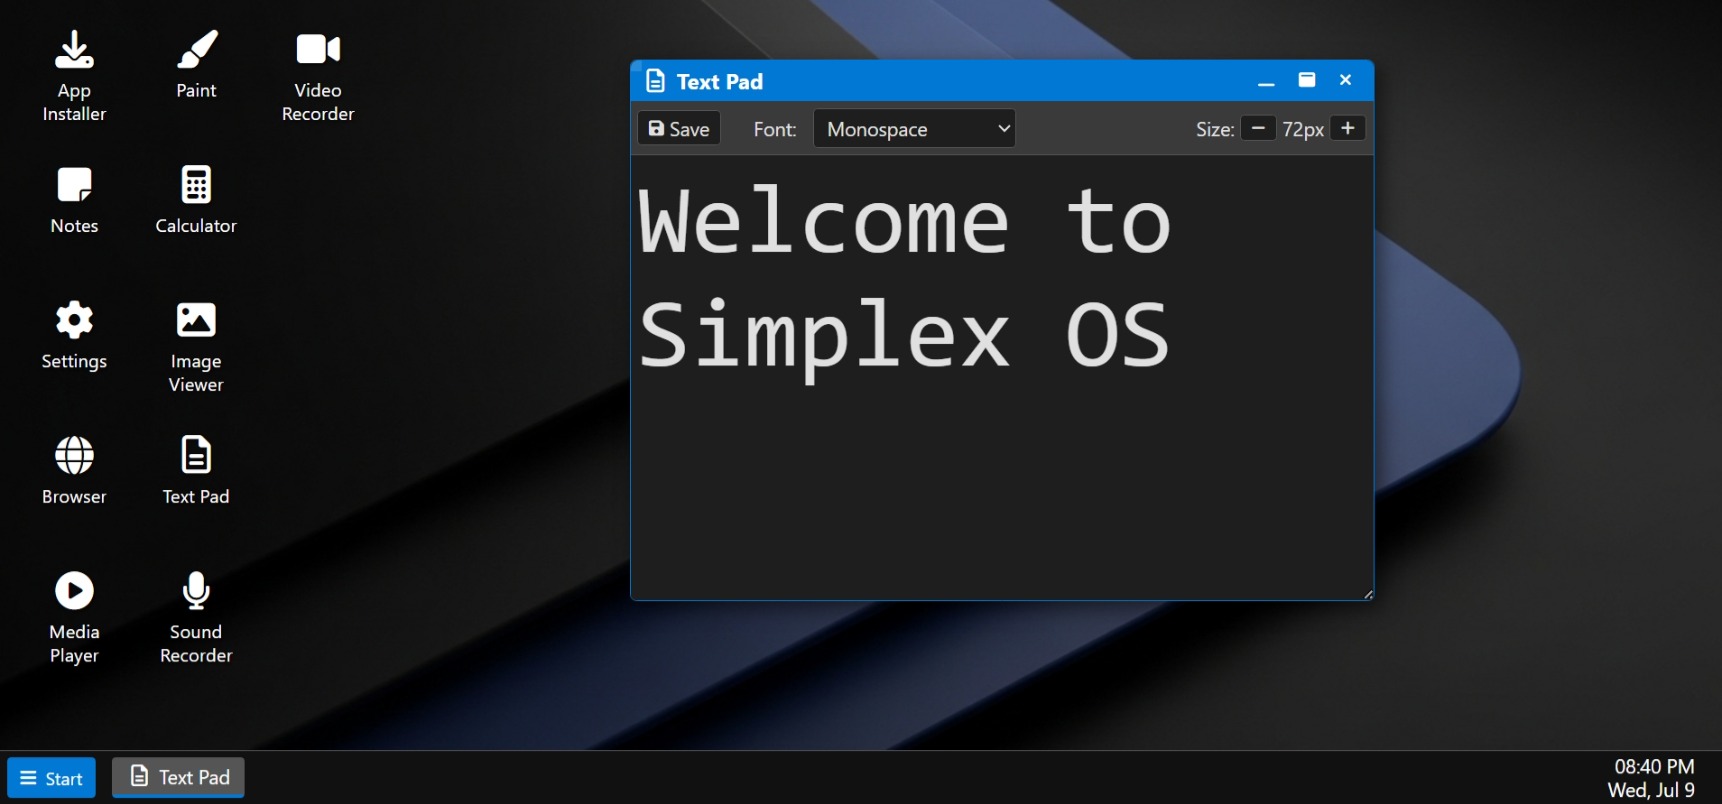 App
Installer
Paint
Video
Recorder
Notes
Calculator
Settings
Image
Viewer
Browser
Text Pad
Media
Player
Sound
Recorder
Text Pad
Save
Font:
Monospace
Size:
72px
Welcome to
Simplex OS
Start
Text Pad
08:40 PM
Wed, Jul 9